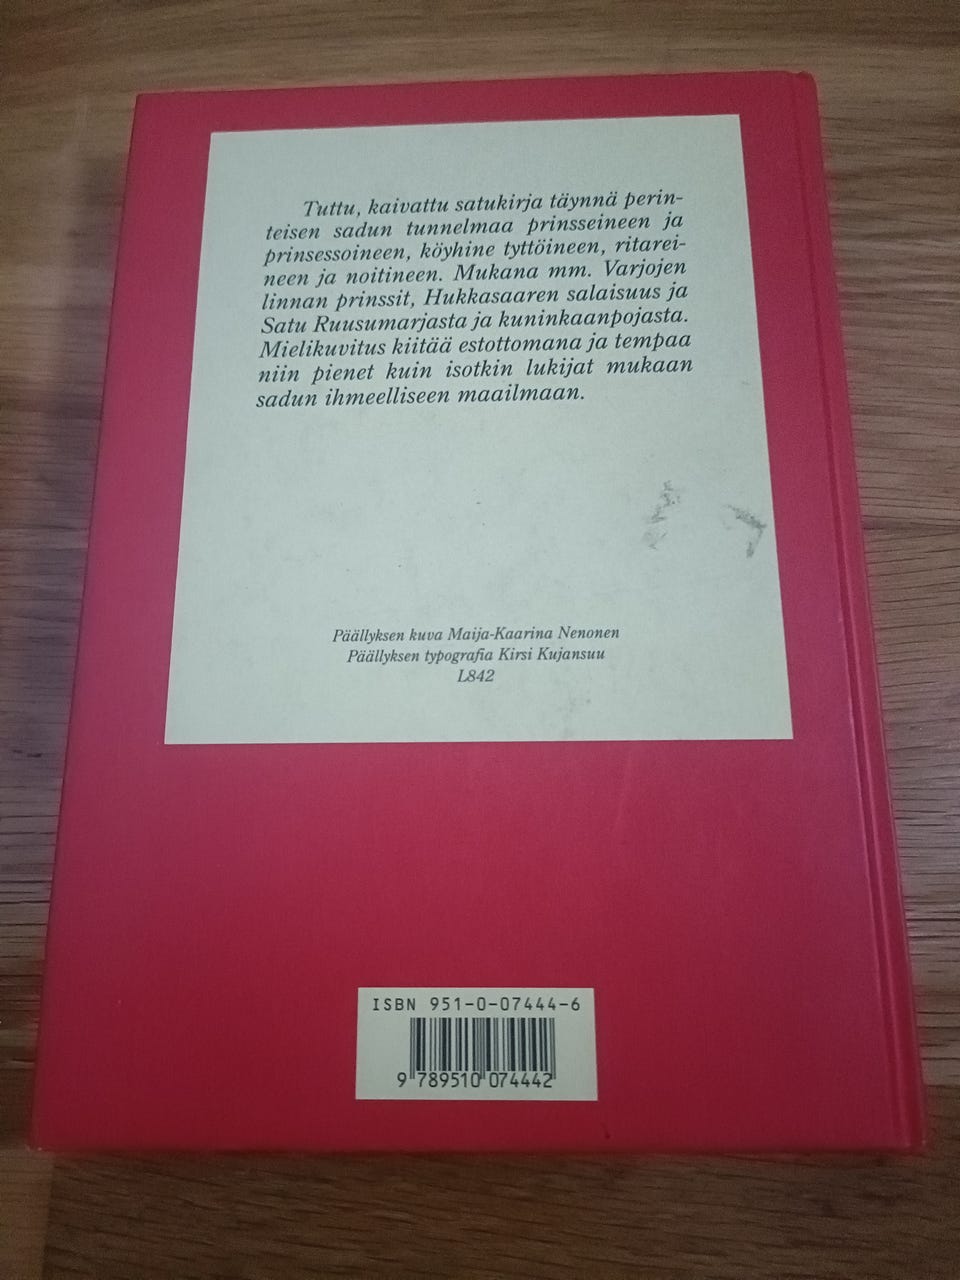 Tuttu, kaivattu satukirja täynnä perin-
teisen sadun tunnelmaa prinsseineen ja
prinsessoineen, köyhine tyttöineen, ritarei-
neen ja noitineen. Mukana mm. Varjojen
linnan prinssit, Hukkasaaren salaisuus ja
Satu Ruusumarjasta ja kuninkaanpojasta.
Mielikuvitus kiitää estottomana ja tempaa
niin pienet kuin isotkin lukijat mukaan
sadun ihmeelliseen maailmaan.
Päällyksen kuva Maija-Kaarina Nenonen
Päällyksen typografia Kirsi Kujansuu
L842
ISBN 951-0-07444-6
9 789510 074442